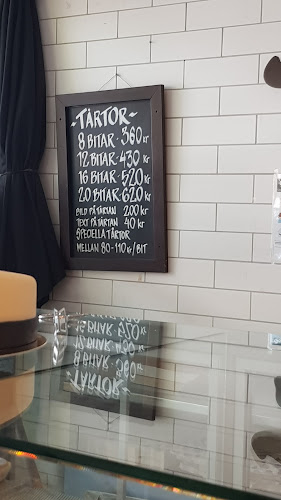 -TÅRTOR-
8 BITAR - 360 kr
12 BITAR - 430 kr
16 BITAR - 520 kr
20 BITAR - 620 kr
BILD PÅ TÅRTAN 200 kr
TEXT PÅ TÅRTAN 40 kr
SPECIELLA TÅRTOR
MELLAN 80-110 kr/BIT